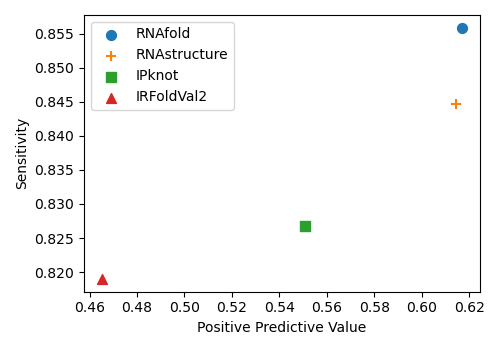 0.855
0.850
0.845
0.840
0.835
0.830
0.825
0.820
Sensitivity
RNAfold
RNAstructure
IPknot
IRFoldVal2
0.46 0.48 0.50 0.52 0.54 0.56 0.58 0.60 0.62
Positive Predictive Value